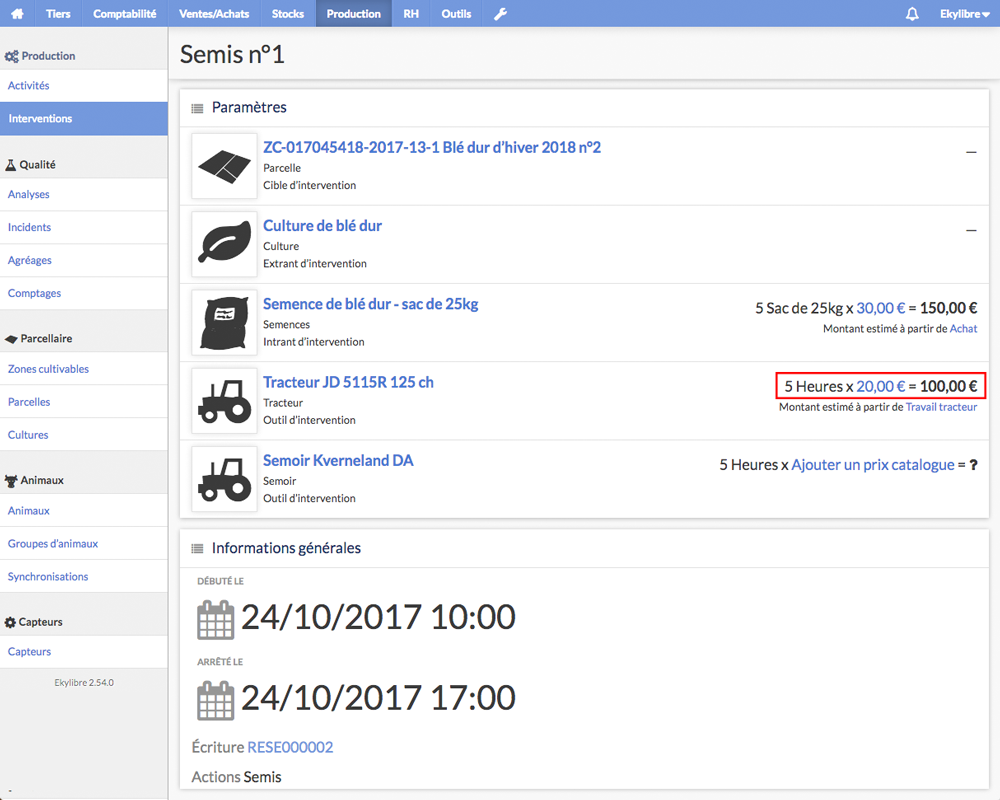 Tiers Comptabilité Ventes/Achats Stocks Production RH Outils Ekylibre
Production
Activités
Interventions
Qualité
Analyses
Incidents
Agréages
Comptages
Parcellaire
Zones cultivables
Parcelles
Cultures
Animaux
Animaux
Groupes d'animaux
Synchronisations
Capteurs
Capteurs
Ekylibre 2.54.0
Semis n°1
Paramètres
ZC-017045418-2017-13-1 Blé dur d'hiver 2018 n°2
Parcelle
Cible d'intervention
–
Culture de blé dur
Culture
Extrant d'intervention
–
Semence de blé dur - sac de 25kg
Semences
Intrant d'intervention
5 Sac de 25kg x 30,00 € = 150,00 €
Montant estimé à partir de Achat
Tracteur JD 5115R 125 ch
Tracteur
Outil d'intervention
5 Heures x 20,00 € = 100,00 €
Montant estimé à partir de Travail tracteur
Semoir Kverneland DA
Semoir
Outil d'intervention
5 Heures x Ajouter un prix catalogue = ?
Informations générales
DÉBUTÉ LE
24/10/2017 10:00
ARRÊTÉ LE
24/10/2017 17:00
Écriture RESE000002
Actions Semis